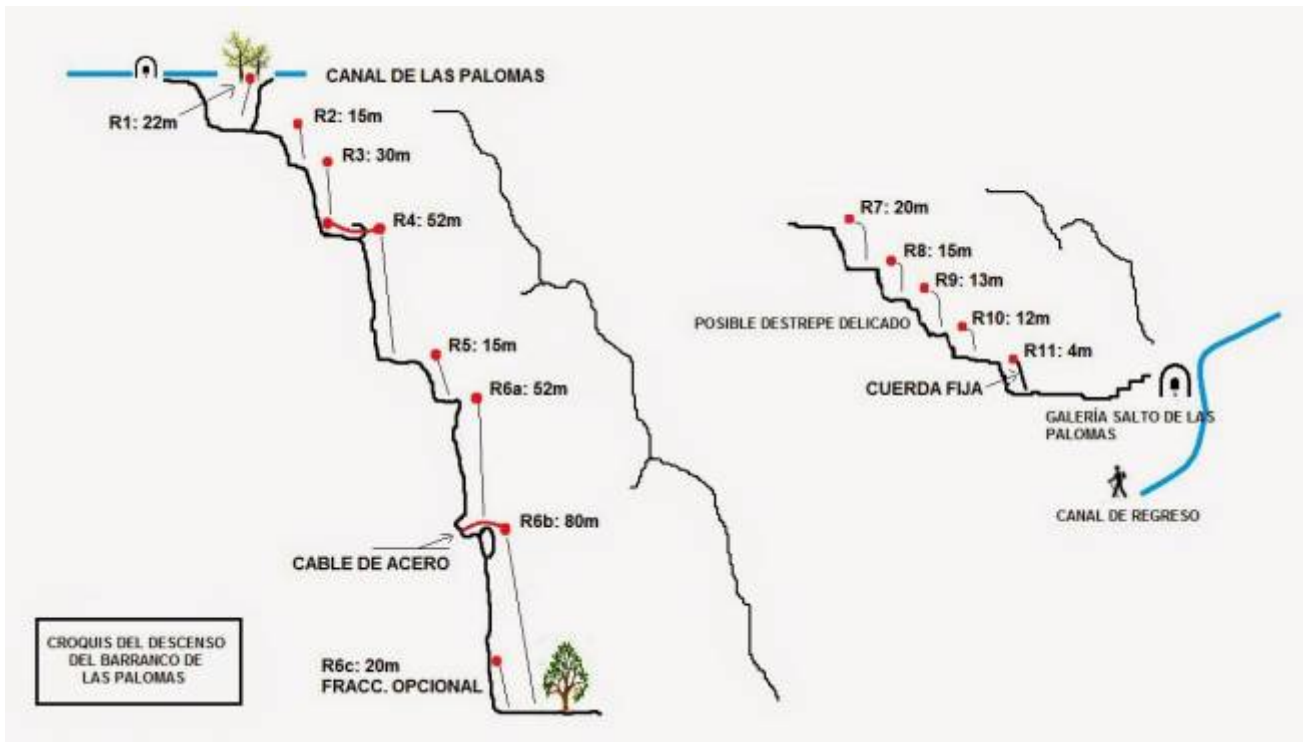 CANAL DE LAS PALOMAS
R1: 22m
R2: 15m
R3: 30m
R4: 52m
R5: 15m
R6a: 52m
R6b: 80m
CABLE DE ACERO
R6c: 20m
FRACC. OPCIONAL
CROQUIS DEL DESCENSO
DEL BARRANCO DE
LAS PALOMAS
R7: 20m
R8: 15m
R9: 13m
POSIBLE DESTREPE DELICADO
R10: 12m
R11: 4m
CUERDA FIJA
GALERÍA SALTO DE LAS
PALOMAS
CANAL DE REGRESO